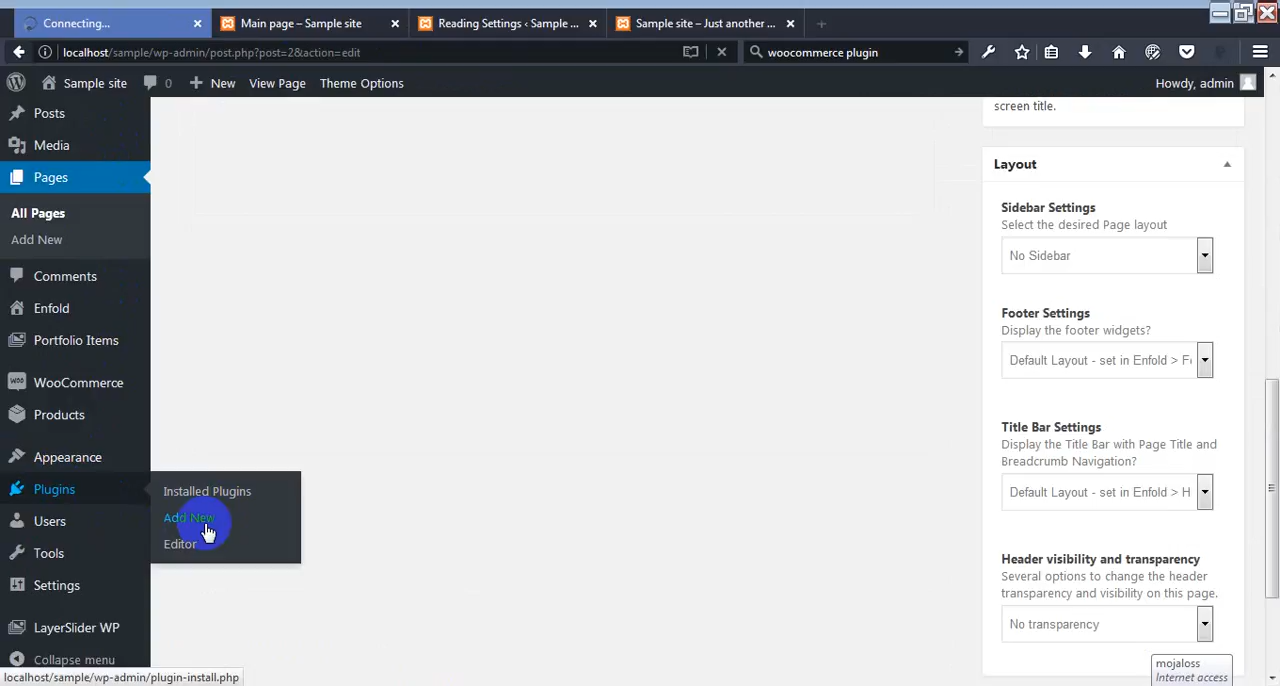 Connecting...
Main page – Sample site
Reading Settings ‹ Sample ...
Sample site – Just another ...
localhost/sample/wp-admin/post.php?post=2&action=edit
woocommerce plugin
Sample site
0
New
View Page
Theme Options
Howdy, admin
Posts
Media
Pages
All Pages
Add New
Comments
Enfold
Portfolio Items
WooCommerce
Products
Appearance
Plugins
Users
Tools
Settings
LayerSlider WP
Collapse menu
Installed Plugins
Add New
Editor
screen title.
Layout
Sidebar Settings
Select the desired Page layout
No Sidebar
Footer Settings
Display the footer widgets?
Default Layout - set in Enfold > Fo
Title Bar Settings
Display the Title Bar with Page Title and
Breadcrumb Navigation?
Default Layout - set in Enfold > H
Header visibility and transparency
Several options to change the header
transparency and visibility on this page.
No transparency
mojaloss
Internet access
localhost/sample/wp-admin/plugin-install.php